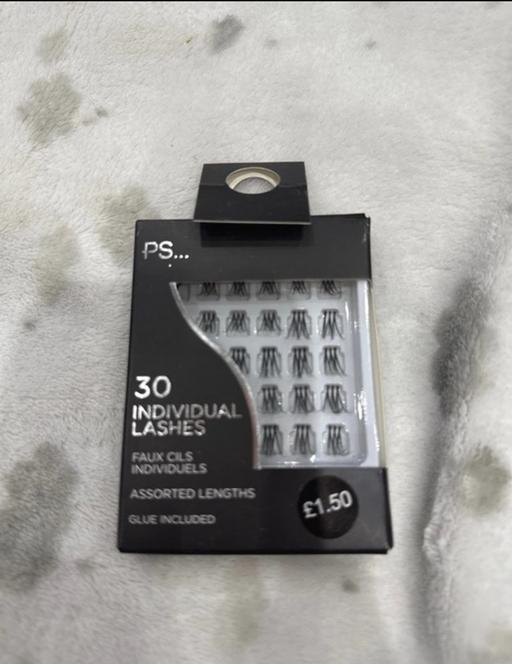 PS...
30
INDIVIDUAL
LASHES
FAUX CILS
INDIVIDUELS
ASSORTED LENGTHS
GLUE INCLUDED
£1.50